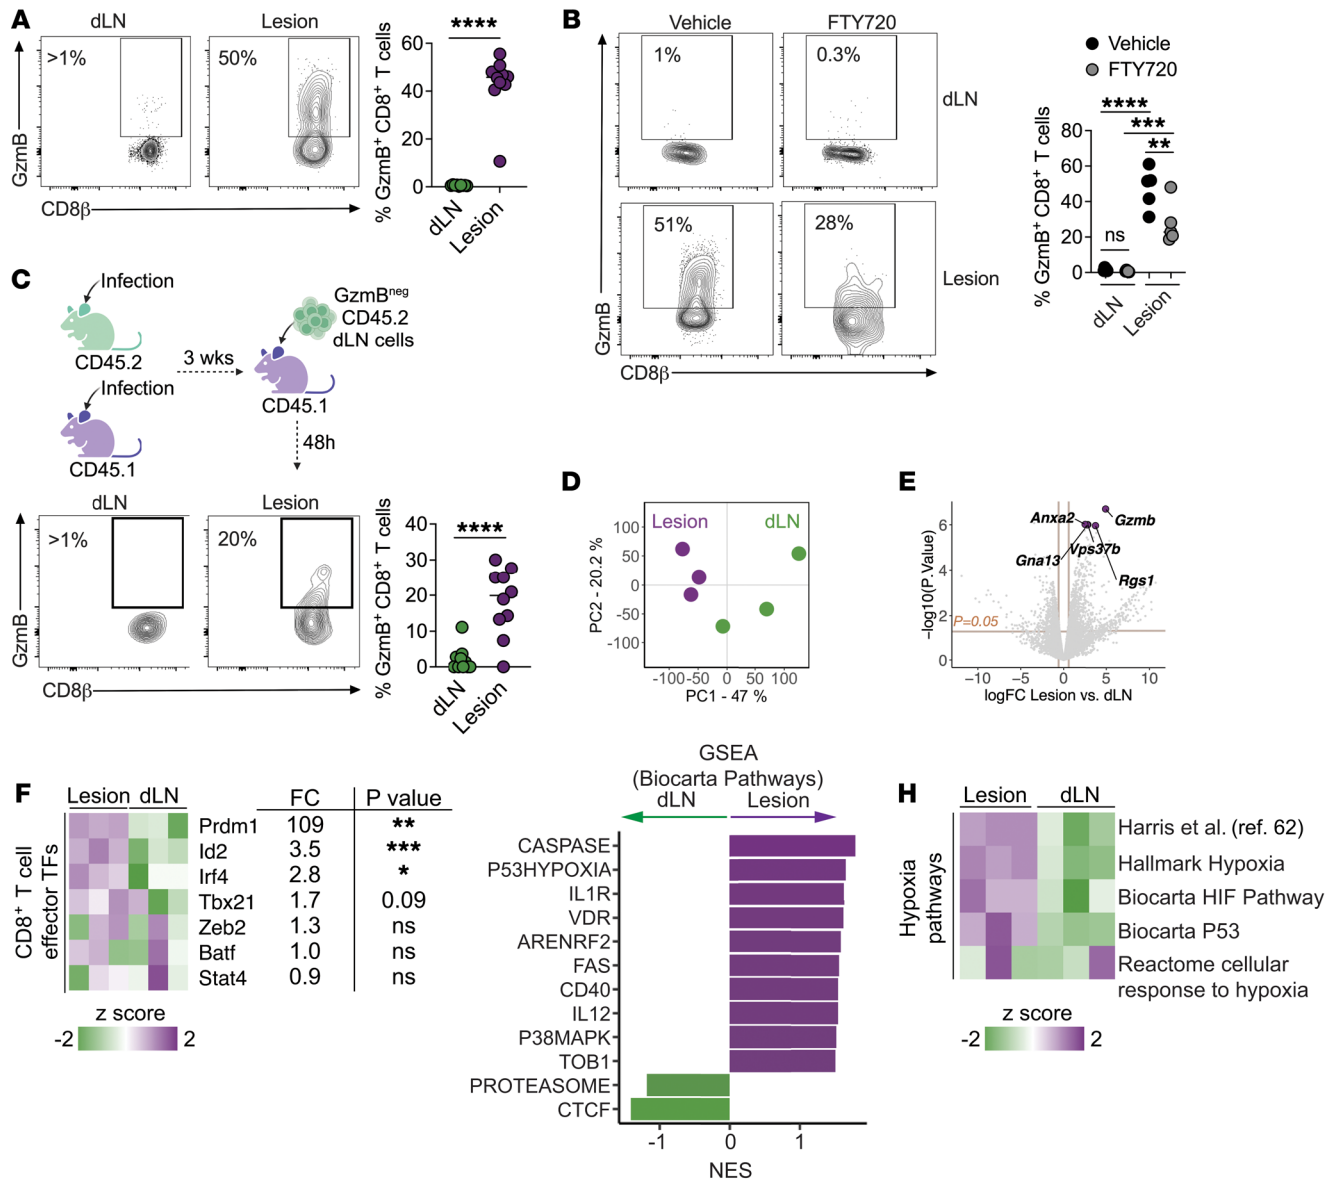 A
dLN
Lesion
>1%
50%
GzmB
CD8β
% GzmB+ CD8+ T cells
60
40
20
0
****
dLN
Lesion
B
Vehicle
FTY720
1%
0.3%
dLN
51%
28%
Lesion
GzmB
CD8β
Vehicle
FTY720
% GzmB+ CD8+ T cells
****
***
**
ns
80
60
40
20
0
dLN
Lesion
C
Infection
CD45.2
Infection
CD45.1
3 wks
GzmBneg
CD45.2
dLN cells
CD45.1
48h
dLN
Lesion
>1%
20%
GzmB
CD8β
% GzmB+ CD8+ T cells
40
30
20
10
0
****
dLN
Lesion
D
Lesion
dLN
PC2 - 20.2 %
100
50
0
-50
-100
-100
-50
0
50
100
PC1 - 47 %
E
−log10(P.Value)
6
4
2
0
Anxa2
Gzmb
Gna13
Vps37b
Rgs1
P=0.05
−10
−5
0
5
10
logFC Lesion vs. dLN
F
Lesion
dLN
FC
P value
CD8+ T cell
effector TFs
Prdm1 109 **
Id2 3.5 ***
Irf4 2.8 *
Tbx21 1.7 0.09
Zeb2 1.3 ns
Batf 1.0 ns
Stat4 0.9 ns
z score
-2
2
GSEA
(Biocarta Pathways)
dLN
Lesion
CASPASE
P53HYPOXIA
IL1R
VDR
ARENRF2
FAS
CD40
IL12
P38MAPK
TOB1
PROTEASOME
CTCF
-1
0
1
NES
H
Lesion
dLN
Hypoxia
pathways
Harris et al. (ref. 62)
Hallmark Hypoxia
Biocarta HIF Pathway
Biocarta P53
Reactome cellular
response to hypoxia
z score
-2
2